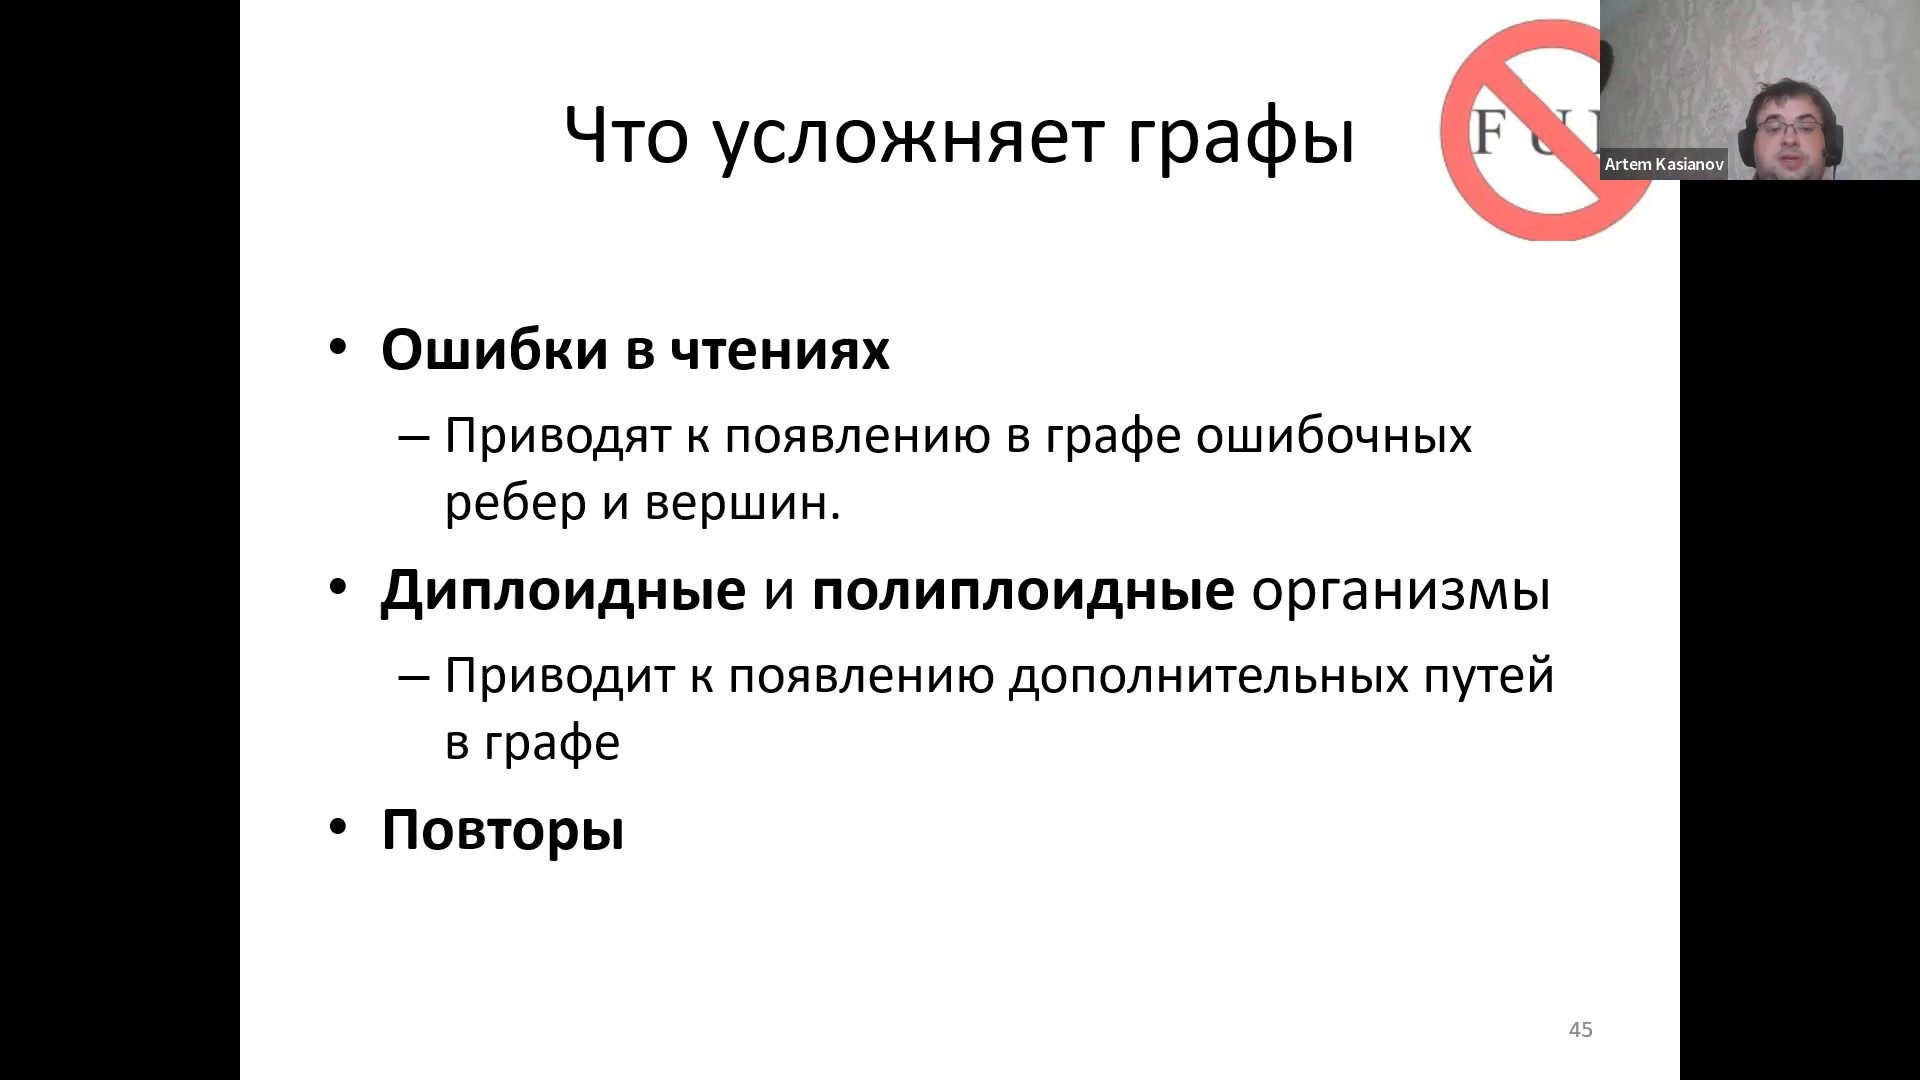 Что усложняет графы
F U
Artem Kasianov
• Ошибки в чтениях
– Приводят к появлению в графе ошибочных
ребер и вершин.
• Диплоидные и полиплоидные организмы
– Приводит к появлению дополнительных путей
в графе
• Повторы
45